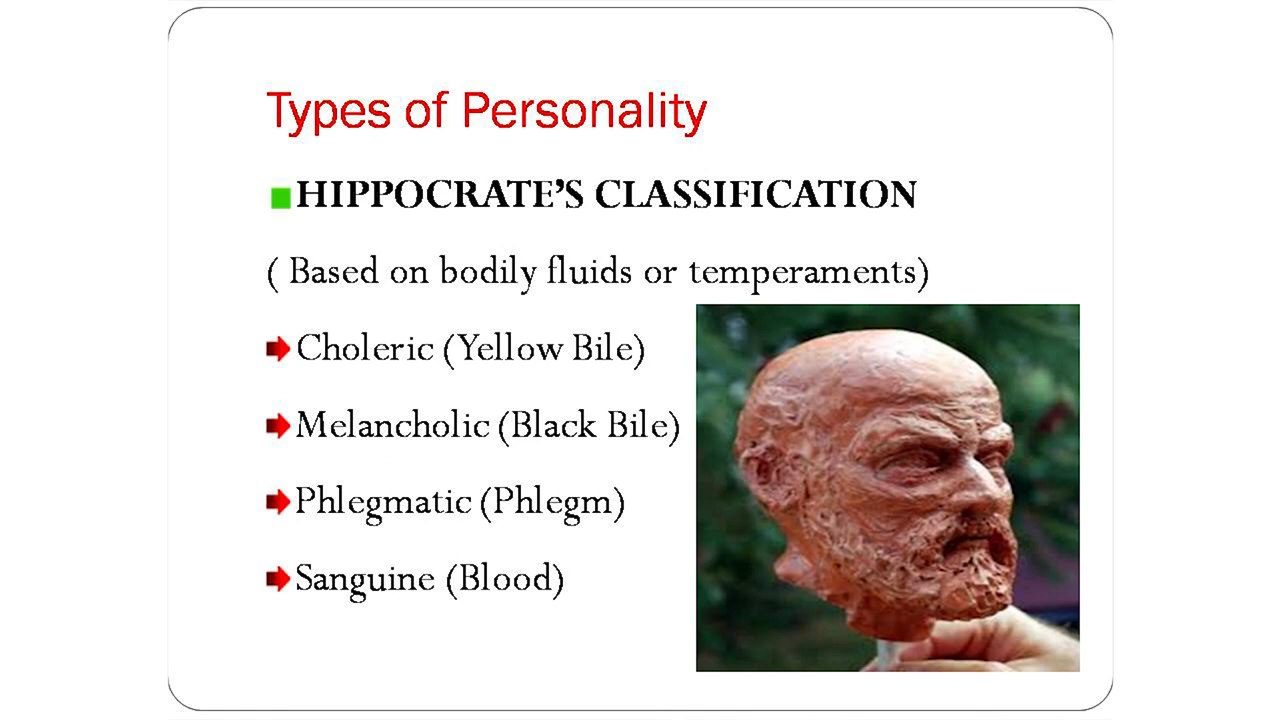 Types of Personality
HIPPOCRATE'S CLASSIFICATION
( Based on bodily fluids or temperaments)
Choleric (Yellow Bile)
Melancholic (Black Bile)
Phlegmatic (Phlegm)
Sanguine (Blood)